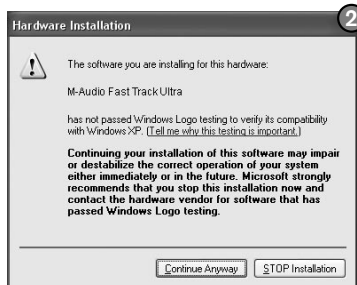 Hardware Installation
2
The software you are installing for this hardware:
M-Audio Fast Track Ultra
has not passed Windows Logo testing to verify its compatibility
with Windows XP. (Tell me why this testing is important.)
Continuing your installation of this software may impair
or destabilize the correct operation of your system
either immediately or in the future. Microsoft strongly
recommends that you stop this installation now and
contact the hardware vendor for software that has
passed Windows Logo testing.
Continue Anyway
STOP Installation